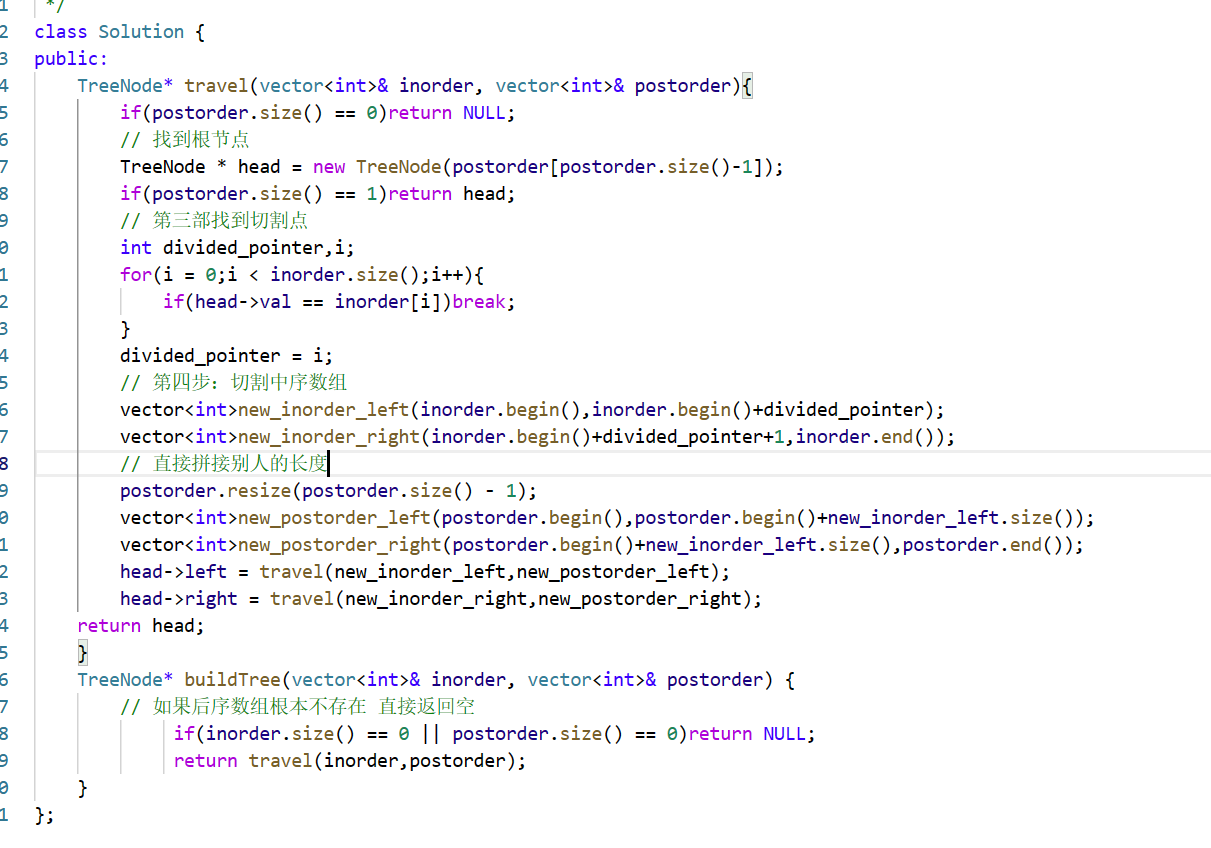 1 */
2 class Solution {
3 public:
4 TreeNode* travel(vector<int>& inorder, vector<int>& postorder){
5 if(postorder.size() == 0)return NULL;
6 // 找到根节点
7 TreeNode * head = new TreeNode(postorder[postorder.size()-1]);
8 if(postorder.size() == 1)return head;
9 // 第三部找到切割点
0 int divided_pointer,i;
1 for(i = 0;i < inorder.size();i++){
2 if(head->val == inorder[i])break;
3 }
4 divided_pointer = i;
5 // 第四步：切割中序数组
6 vector<int>new_inorder_left(inorder.begin(),inorder.begin()+divided_pointer);
7 vector<int>new_inorder_right(inorder.begin()+divided_pointer+1,inorder.end());
8 // 直接拼接别人的长度
9 postorder.resize(postorder.size() - 1);
0 vector<int>new_postorder_left(postorder.begin(),postorder.begin()+new_inorder_left.size());
1 vector<int>new_postorder_right(postorder.begin()+new_inorder_left.size(),postorder.end());
2 head->left = travel(new_inorder_left,new_postorder_left);
3 head->right = travel(new_inorder_right,new_postorder_right);
4 return head;
5 }
6 TreeNode* buildTree(vector<int>& inorder, vector<int>& postorder) {
7 // 如果后序数组根本不存在 直接返回空
8 if(inorder.size() == 0 || postorder.size() == 0)return NULL;
9 return travel(inorder,postorder);
0 }
1 };